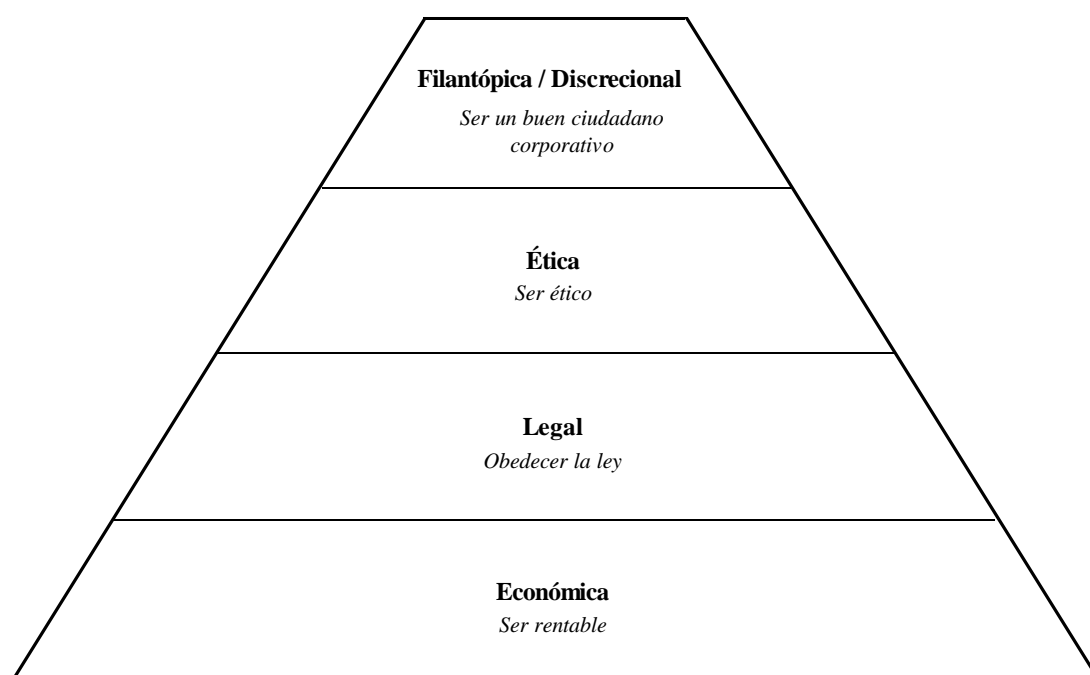 Filantópica / Discrecional
Ser un buen ciudadano
corporativo
Ética
Ser ético
Legal
Obedecer la ley
Económica
Ser rentable